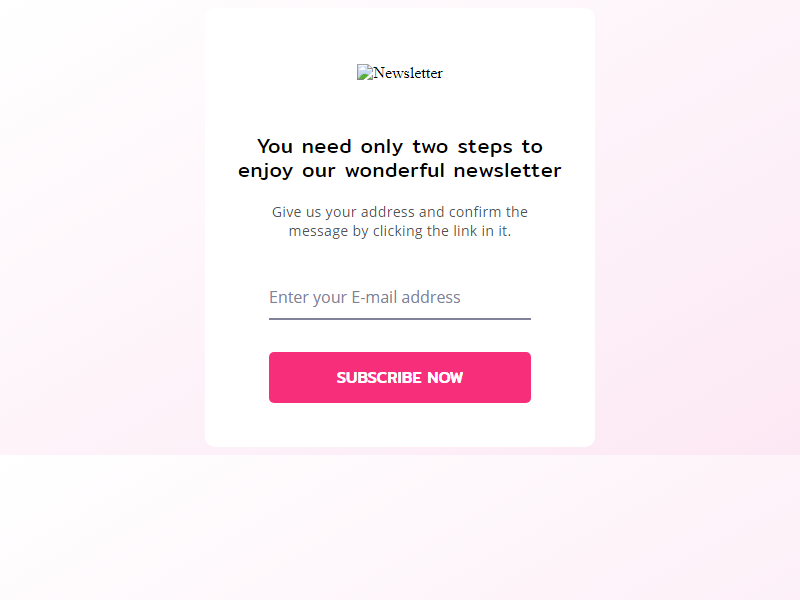 Newsletter
You need only two steps to
enjoy our wonderful newsletter
Give us your address and confirm the
message by clicking the link in it.
Enter your E-mail address
SUBSCRIBE NOW